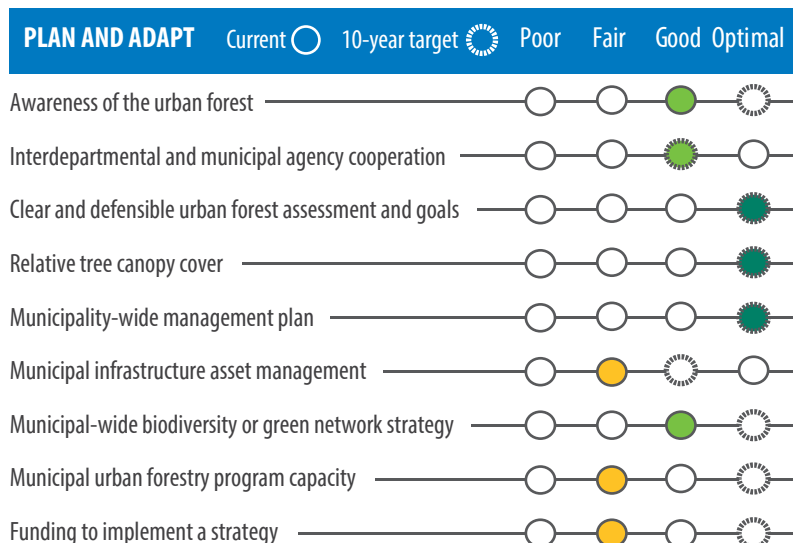 PLAN AND ADAPT Current 10-year target Poor Fair Good Optimal
Awareness of the urban forest
Interdepartmental and municipal agency cooperation
Clear and defensible urban forest assessment and goals
Relative tree canopy cover
Municipality-wide management plan
Municipal infrastructure asset management
Municipal-wide biodiversity or green network strategy
Municipal urban forestry program capacity
Funding to implement a strategy